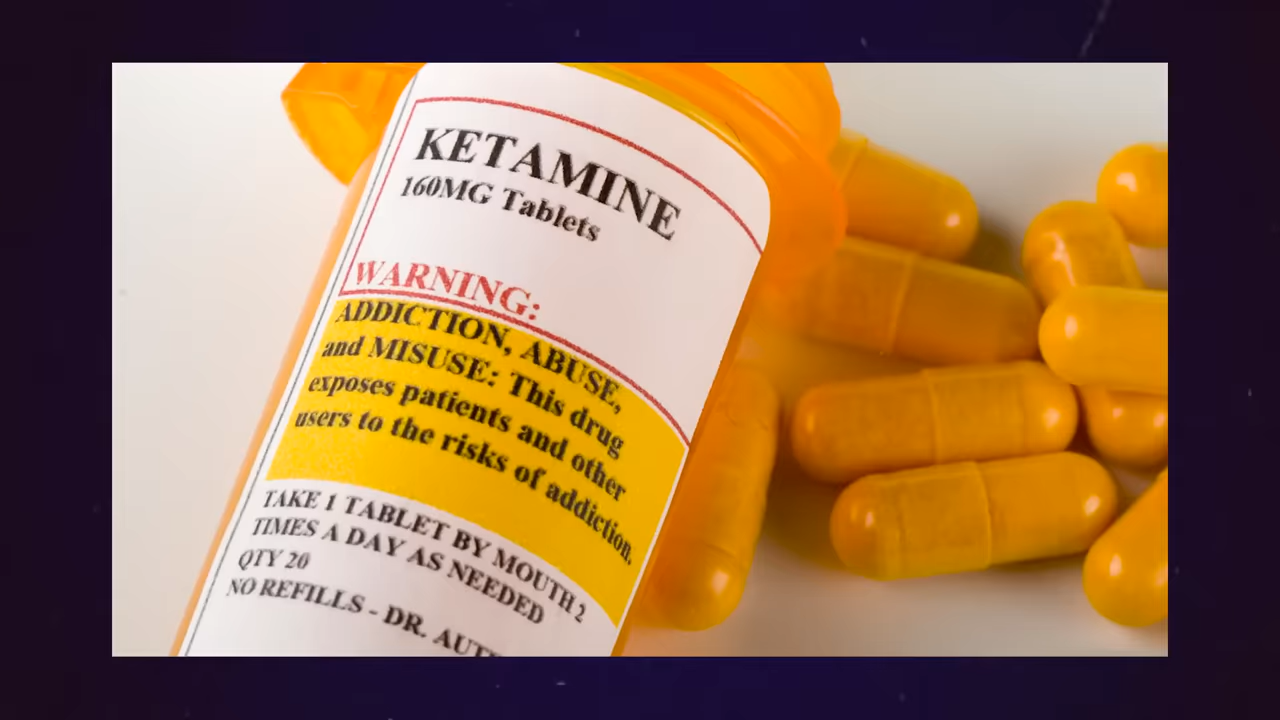 KETAMINE
160MG Tablets
WARNING:
ADDICTION, ABUSE,
and MISUSE: This drug
exposes patients and other
users to the risks of addiction.
TAKE 1 TABLET BY MOUTH 2
TIMES A DAY AS NEEDED
QTY 20
NO REFILLS - DR.